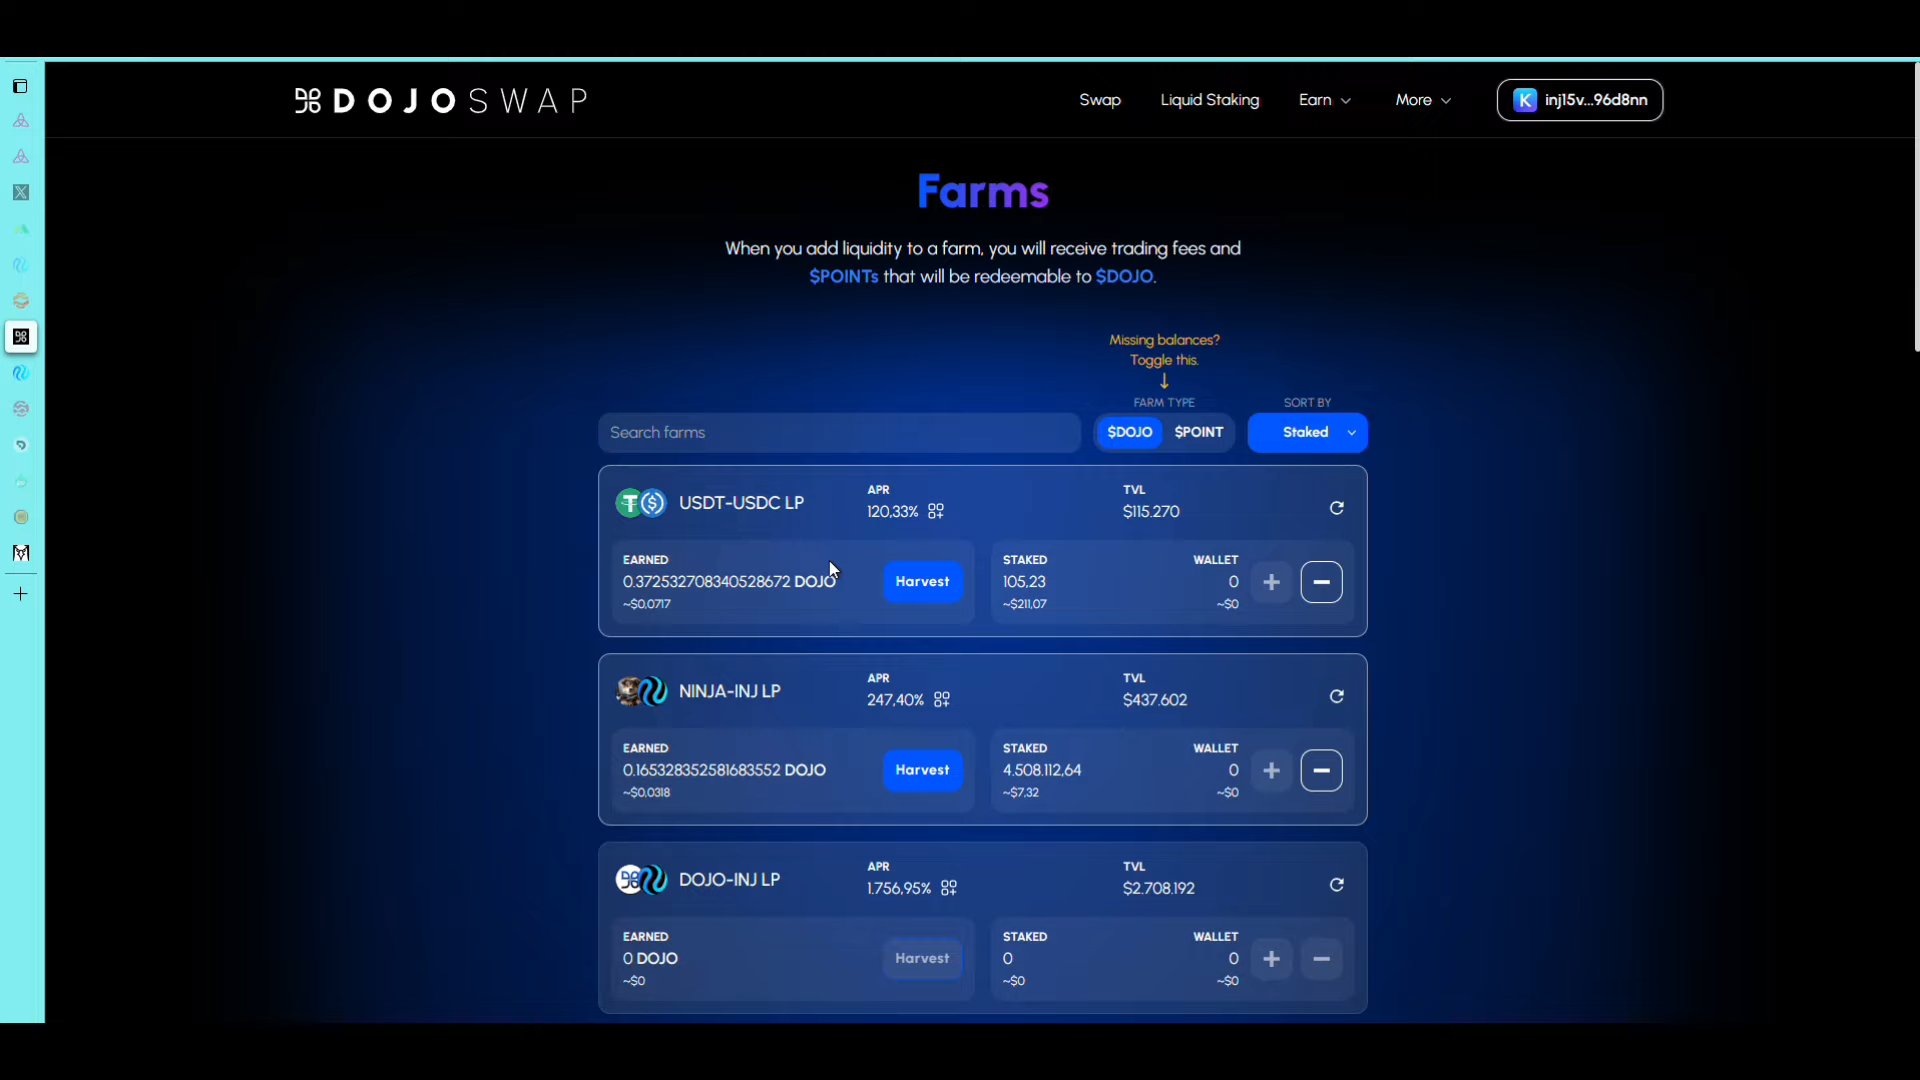 DOJOSWAP
Swap
Liquid Staking
Earn
More
K inj15v...96d8nn
Farms
When you add liquidity to a farm, you will receive trading fees and
$POINTs that will be redeemable to $DOJO.
Missing balances?
Toggle this.
↓
FARM TYPE
SORT BY
Search farms
$DOJO
$POINT
Staked
USDT-USDC LP
APR
120,33%
TVL
$115.270
EARNED
0.372532708340528672 DOJO
~$0,0717
Harvest
STAKED
105,23
~$211,07
WALLET
0
~$0
+
−
NINJA-INJ LP
APR
247,40%
TVL
$437.602
EARNED
0.165328352581683552 DOJO
~$0,0318
Harvest
STAKED
4.508.112,64
~$7,32
WALLET
0
~$0
+
−
DOJO-INJ LP
APR
1.756,95%
TVL
$2.708.192
EARNED
0 DOJO
~$0
Harvest
STAKED
0
~$0
WALLET
0
~$0
+
−